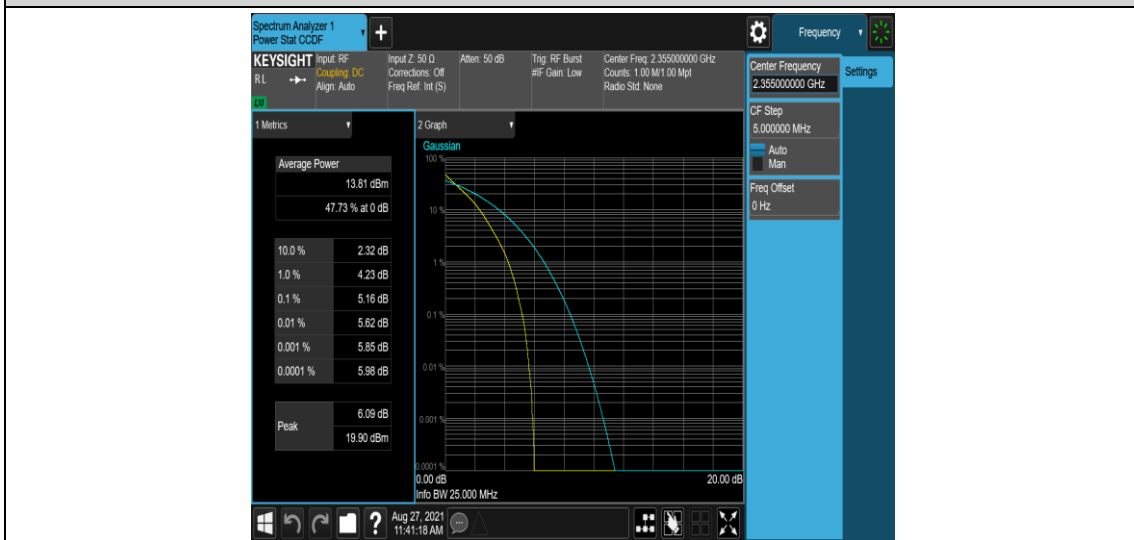 Spectrum Analyzer 1
Power Stat CCDF
Frequency
KEYSIGHT
Input: RF
Coupling: DC
Align: Auto
Input Z: 50 Ω
Corrections: Off
Freq Ref: Int (S)
Atten: 50 dB
Trig: RF Burst
#IF Gain: Low
Center Freq: 2.355000000 GHz
Counts: 1.00 M/1.00 Mpt
Radio Std: None
RL
Center Frequency
2.355000000 GHz
Settings
CF Step
5.000000 MHz
Auto
Man
Freq Offset
0 Hz
1 Metrics
Average Power
13.81 dBm
47.73 % at 0 dB
10.0 % 2.32 dB
1.0 % 4.23 dB
0.1 % 5.16 dB
0.01 % 5.62 dB
0.001 % 5.85 dB
0.0001 % 5.98 dB
Peak
6.09 dB
19.90 dBm
2 Graph
Gaussian
100 %
10 %
1 %
0.1 %
0.01 %
0.001 %
0.0001 %
0.00 dB 20.00 dB
Info BW 25.000 MHz
?
Aug 27, 2021
11:41:18 AM